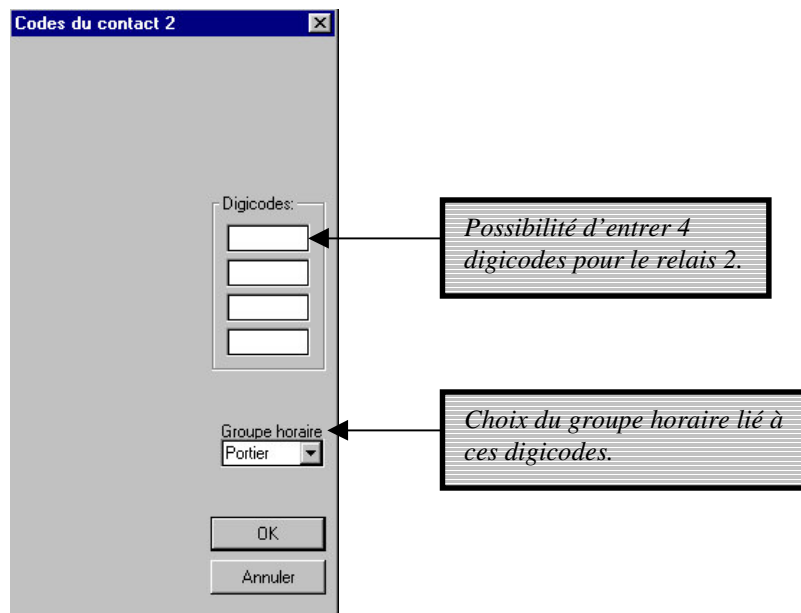 Codes du contact 2
Digicodes:
Possibilité d'entrer 4
digicodes pour le relais 2.
Groupe horaire
Portier
Choix du groupe horaire lié à
ces digicodes.
OK
Annuler